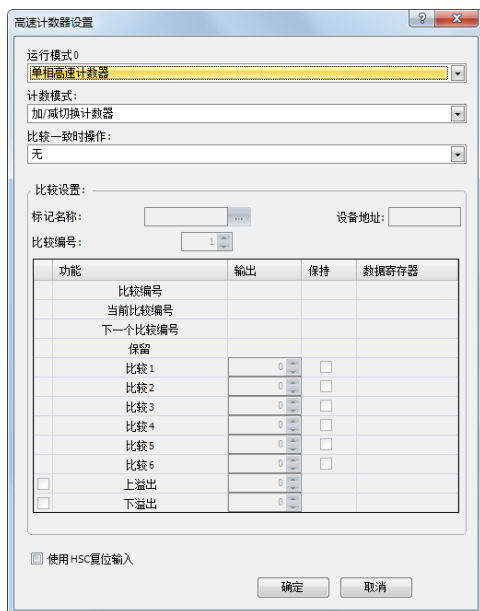 高速计数器设置
运行模式0
单相高速计数器
计数模式:
加/减切换计数器
比较一致时操作:
无
比较设置:
标记名称: ... 设备地址:
比较编号: 1
功能 输出 保持 数据寄存器
比较编号
当前比较编号
下一个比较编号
保留
比较1 0
比较2 0
比较3 0
比较4 0
比较5 0
比较6 0
上溢出 0
下溢出 0
使用HSC复位输入
确定 取消